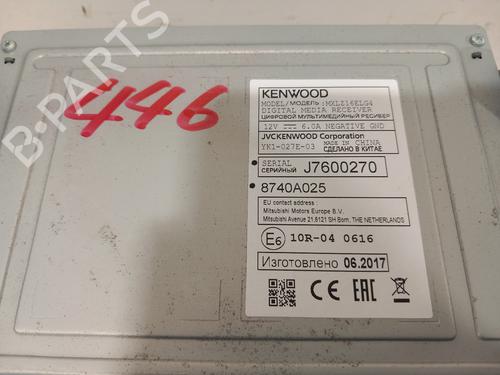 446
B-PARTS
KENWOOD
MODEL/МОДЕЛЬ: MXLZ16ELG4
DIGITAL MEDIA RECEIVER
ЦИФРОВОЙ МУЛЬТИМЕДИЙНЫЙ РЕСИВЕР
12V 6.0A NEGATIVE GND
JVCKENWOOD Corporation
YK1-027E-03 MADE IN CHINA
СДЕЛАНО В КИТАЕ
SERIAL
СЕРИЙНЫЙ J7600270
8740A025
EU contact address :
Mitsubishi Motors Europe B.V.
Mitsubishi Avenue 21,6121 SH Born, THE NETHERLANDS
E6 10R-04 0616
Изготовлено 06.2017
CE EAC